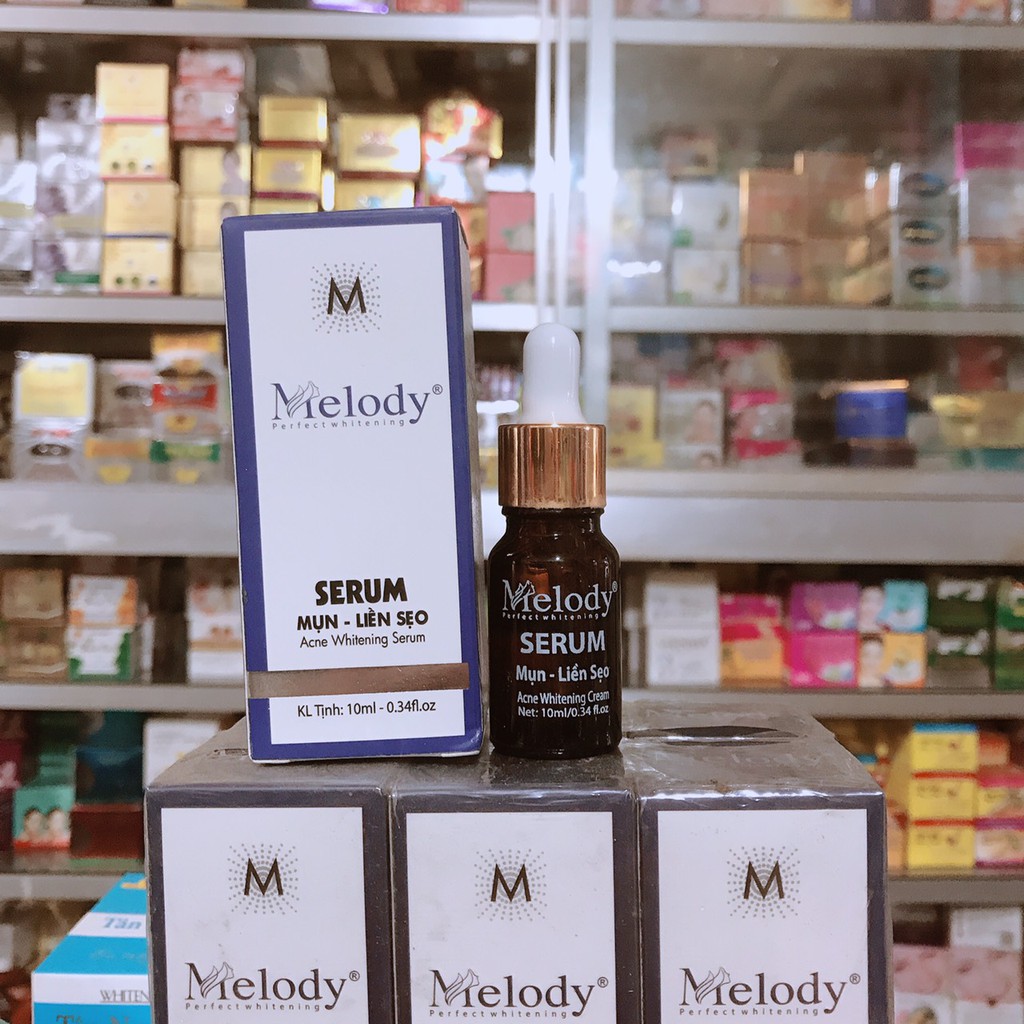 M
Melody®
Perfect whitening
SERUM
MỤN - LIỀN SẸO
Acne Whitening Serum
KL Tịnh: 10ml - 0.34fl.oz
Melody®
Perfect whitening
SERUM
Mụn - Liền Sẹo
Acne Whitening Cream
Net: 10ml/0.34 fl.oz
M
Melody®
Perfect whitening
M
Melody®
Perfect whitening
M
Melody®
Perfect whitening
Tân
WHITEN